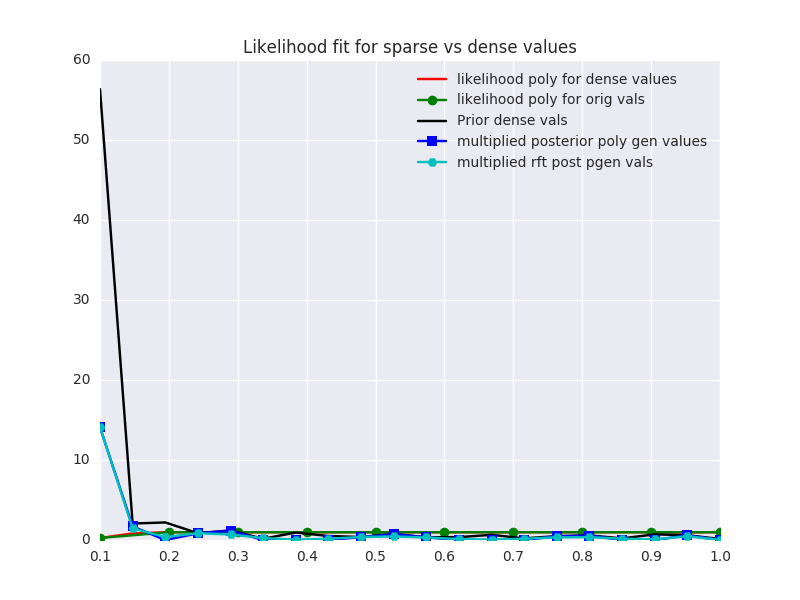 Likelihood fit for sparse vs dense values
60
50
40
30
20
10
0
likelihood poly for dense values
likelihood poly for orig vals
Prior dense vals
multiplied posterior poly gen values
multiplied rft post pgen vals
0.1 0.2 0.3 0.4 0.5 0.6 0.7 0.8 0.9 1.0